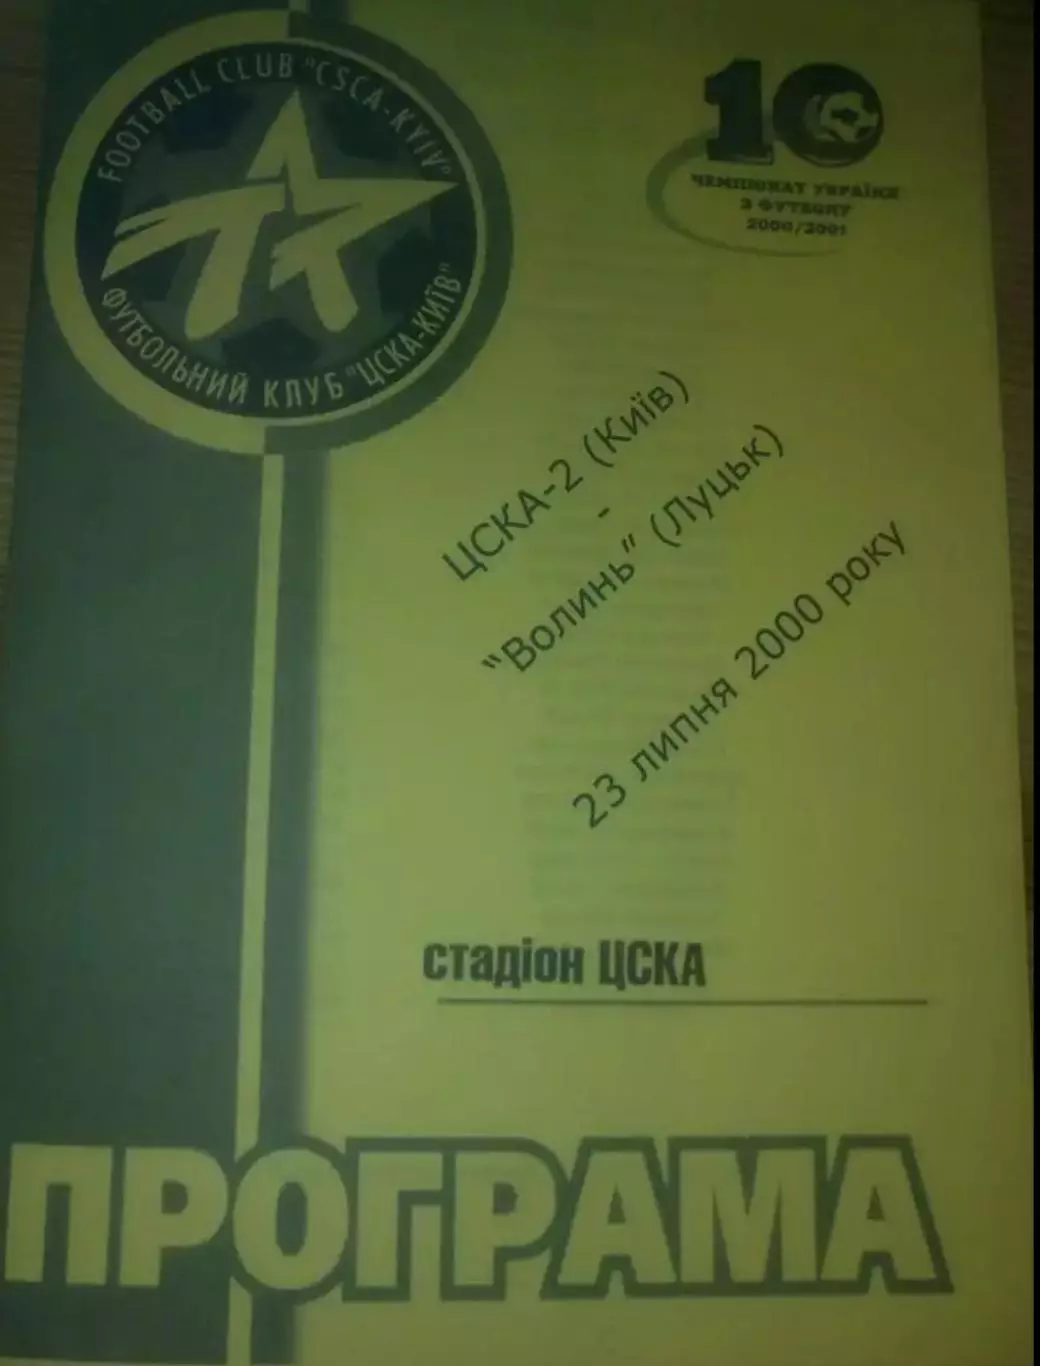 FOOTBALL CLUB "CSCA-KYIV"
ФУТБОЛЬНИЙ КЛУБ "ЦСКА-КИЇВ"
10
ЧЕМПІОНАТ УКРАЇНИ
З ФУТБОЛУ
2000/2001
ЦСКА-2 (Київ)
-
"Волинь" (Луцьк)
23 липня 2000 року
стадіон ЦСКА
ПРОГРАМА